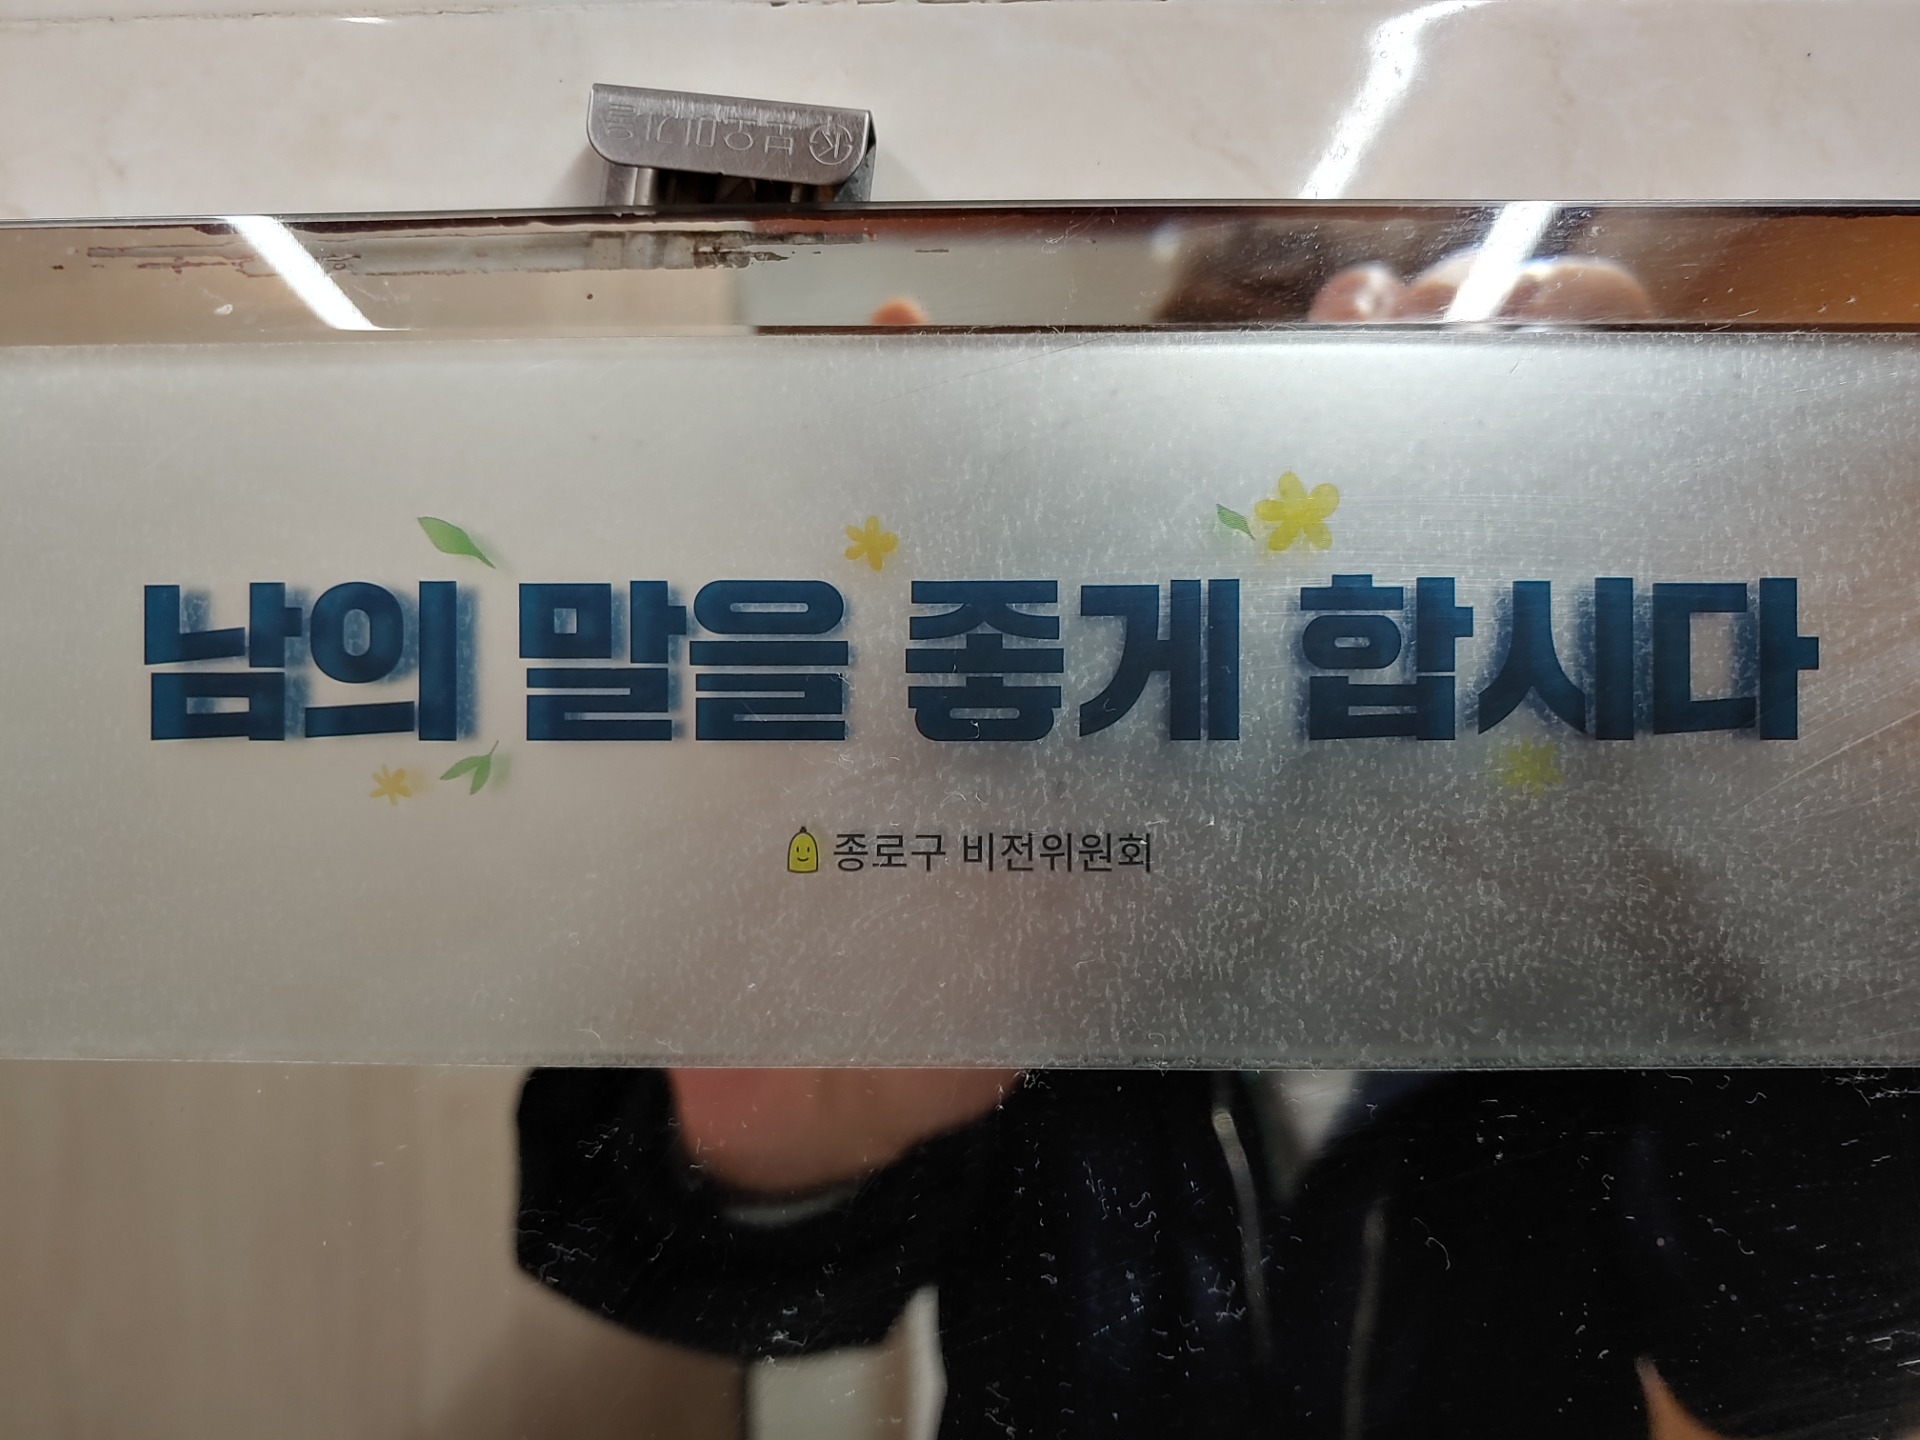 남의 말을 좋게 합시다
종로구 비전위원회